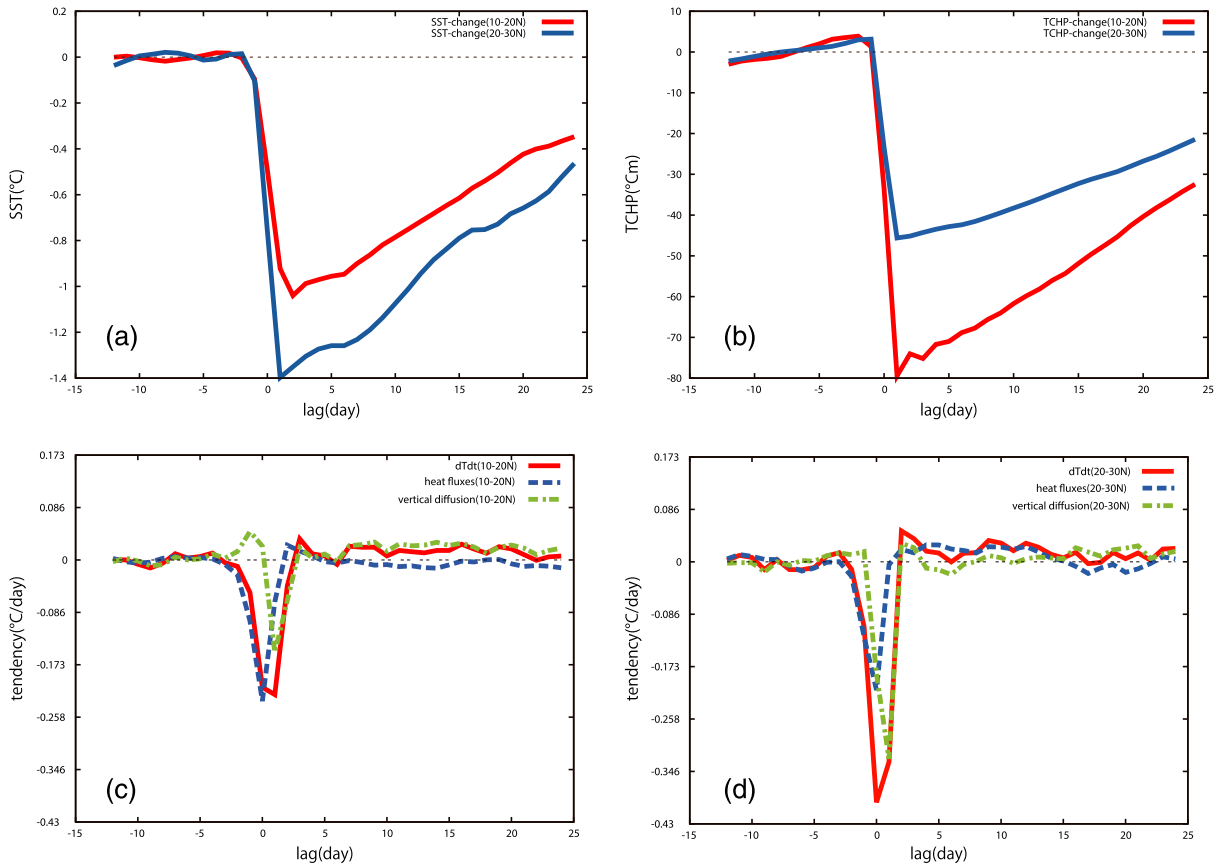 SST-change(10-20N)
SST-change(20-30N)
0.2
0
-0.2
-0.4
-0.6
-0.8
-1
-1.2
-1.4
SST(°C)
(a)
-15 -10 -5 0 5 10 15 20 25
lag(day)
TCHP-change(10-20N)
TCHP-change(20-30N)
10
0
-10
-20
-30
-40
-50
-60
-70
-80
TCHP(°Cm)
(b)
-15 -10 -5 0 5 10 15 20 25
lag(day)
dTdt(10-20N)
heat fluxes(10-20N)
vertical diffusion(10-20N)
0.173
0.086
0
-0.086
-0.173
-0.258
-0.346
-0.43
tendency(°C/day)
(c)
-15 -10 -5 0 5 10 15 20 25
lag(day)
dTdt(20-30N)
heat fluxes(20-30N)
vertical diffusion(20-30N)
0.173
0.086
0
-0.086
-0.173
-0.258
-0.346
-0.43
tendency(°C/day)
(d)
-15 -10 -5 0 5 10 15 20 25
lag(day)